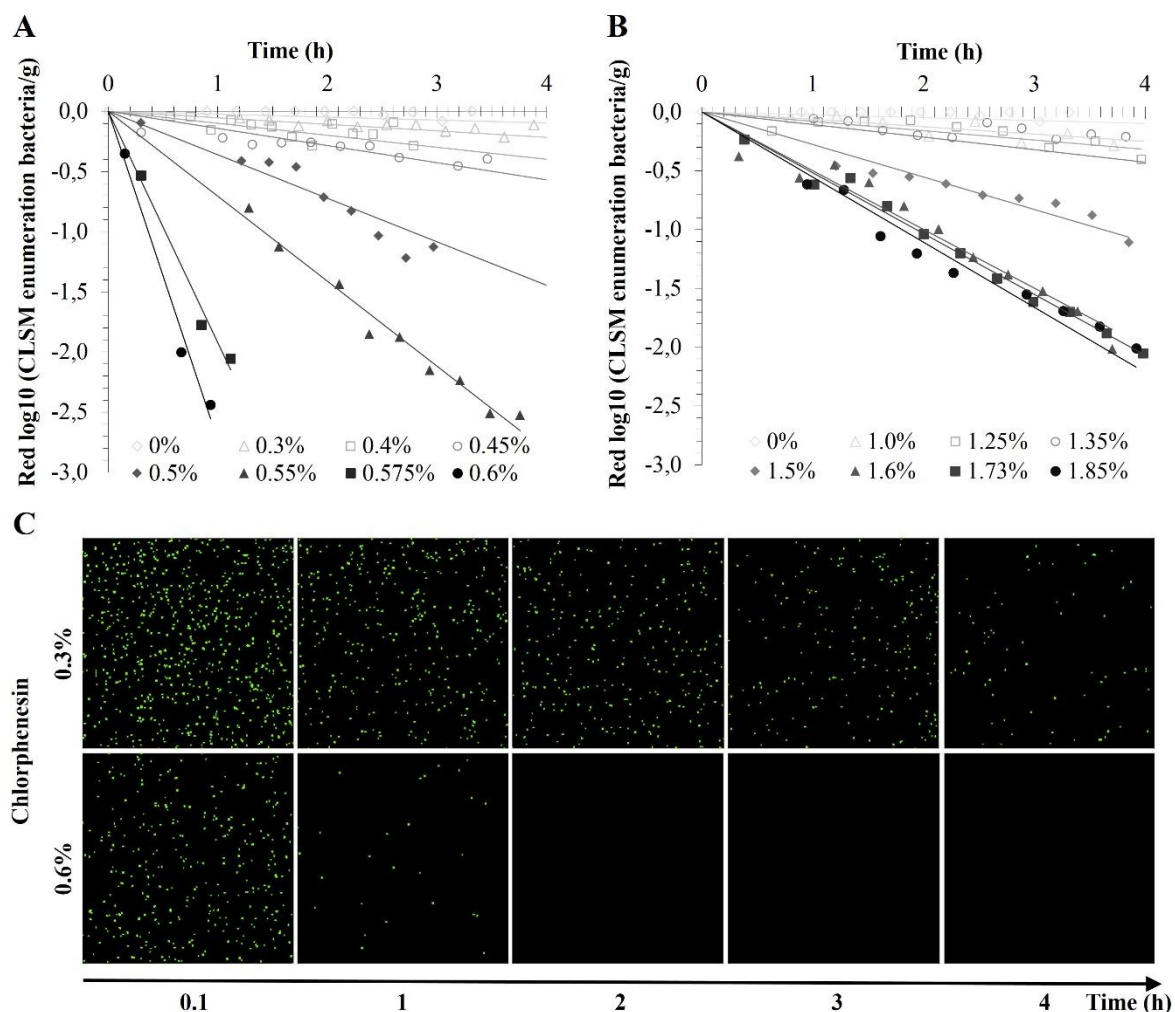 A
Time (h)
0 1 2 3 4
Red log10 (CLSM enumeration bacteria/g)
0,0
-0,5
-1,0
-1,5
-2,0
-2,5
-3,0
0% 0.3% 0.4% 0.45%
0.5% 0.55% 0.575% 0.6%
B
Time (h)
0 1 2 3 4
Red log10 (CLSM enumeration bacteria/g)
0,0
-0,5
-1,0
-1,5
-2,0
-2,5
-3,0
0% 1.0% 1.25% 1.35%
1.5% 1.6% 1.73% 1.85%
C
Chlorphenesin
0.3%
0.6%
0.1 1 2 3 4 Time (h)